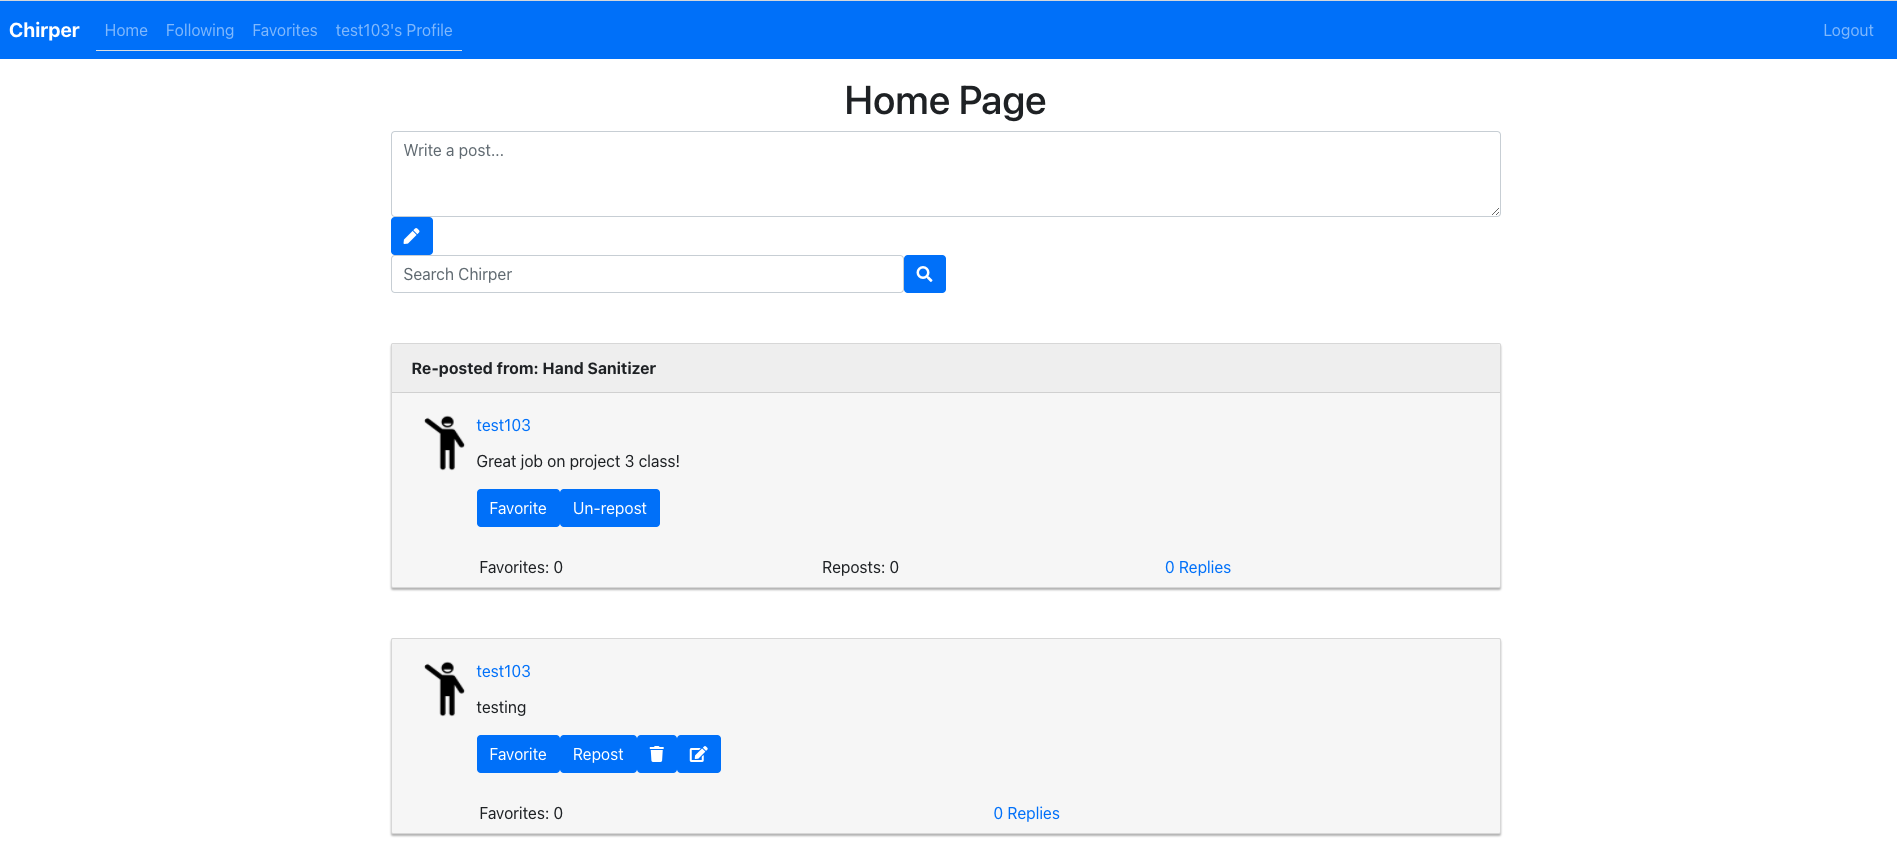 Chirper Home Following Favorites test103's Profile Logout
Home Page
Write a post...
Search Chirper
Re-posted from: Hand Sanitizer
test103
Great job on project 3 class!
Favorite Un-repost
Favorites: 0 Reposts: 0 0 Replies
test103
testing
Favorite Repost
Favorites: 0 0 Replies